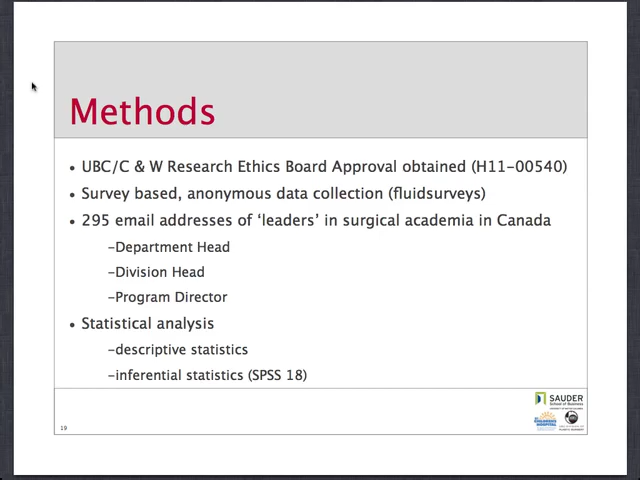 Methods
• UBC/C & W Research Ethics Board Approval obtained (H11-00540)
• Survey based, anonymous data collection (fluidsurveys)
• 295 email addresses of ‘leaders’ in surgical academia in Canada
–Department Head
–Division Head
–Program Director
• Statistical analysis
–descriptive statistics
–inferential statistics (SPSS 18)
SAUDER
School of Business
CHILDREN'S
HOSPITAL
19